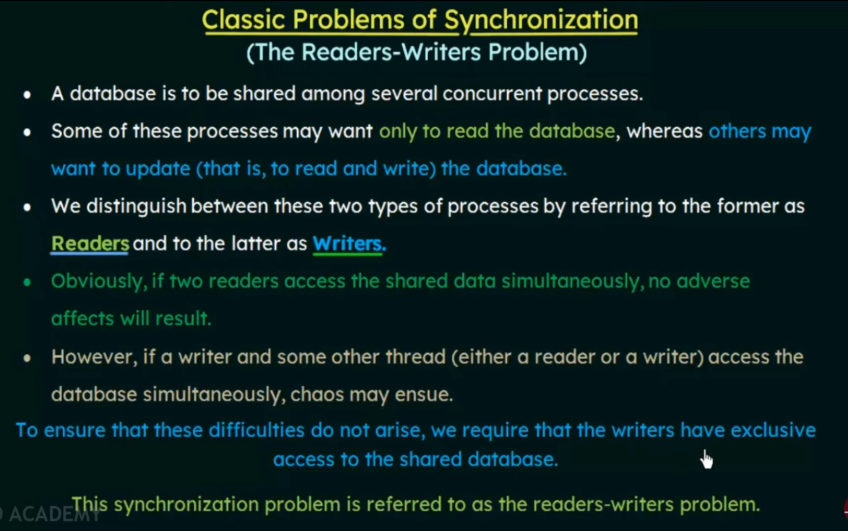 Classic Problems of Synchronization
(The Readers-Writers Problem)
• A database is to be shared among several concurrent processes.
• Some of these processes may want only to read the database, whereas others may
want to update (that is, to read and write) the database.
• We distinguish between these two types of processes by referring to the former as
Readers and to the latter as Writers.
• Obviously, if two readers access the shared data simultaneously, no adverse
affects will result.
• However, if a writer and some other thread (either a reader or a writer) access the
database simultaneously, chaos may ensue.
To ensure that these difficulties do not arise, we require that the writers have exclusive
access to the shared database.
This synchronization problem is referred to as the readers-writers problem.
ACADEMY